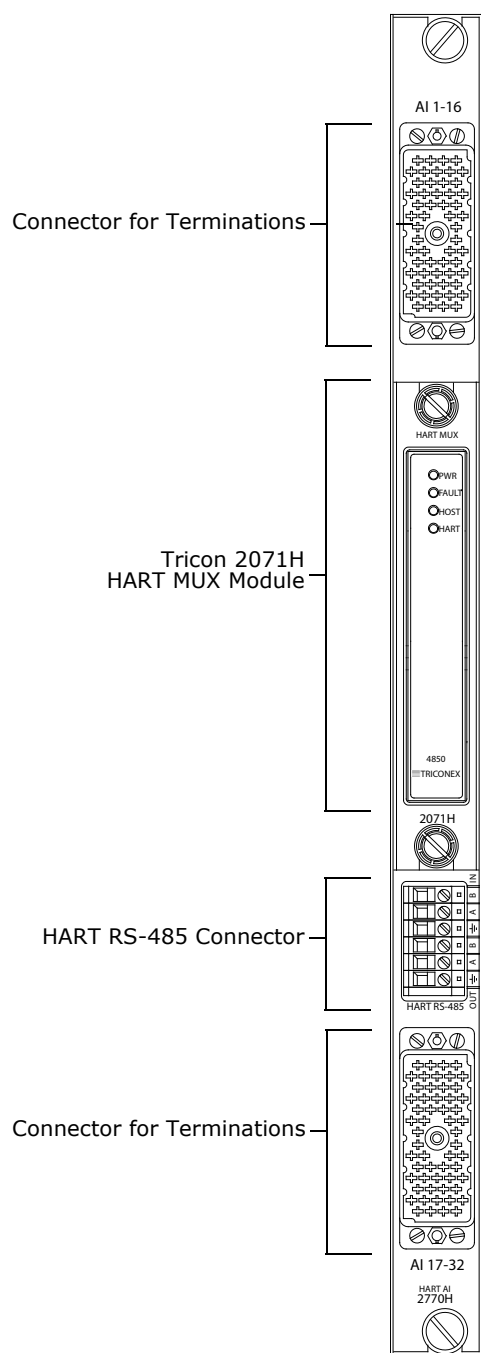 AI 1-16
Connector for Terminations
HART MUX
PWR
FAULT
HOST
HART
Tricon 2071H
HART MUX Module
4850
TRICONEX
2071H
IN
B
A
HART RS-485 Connector
B
A
OUT
HART RS-485
Connector for Terminations
AI 17-32
HART AI
2770H